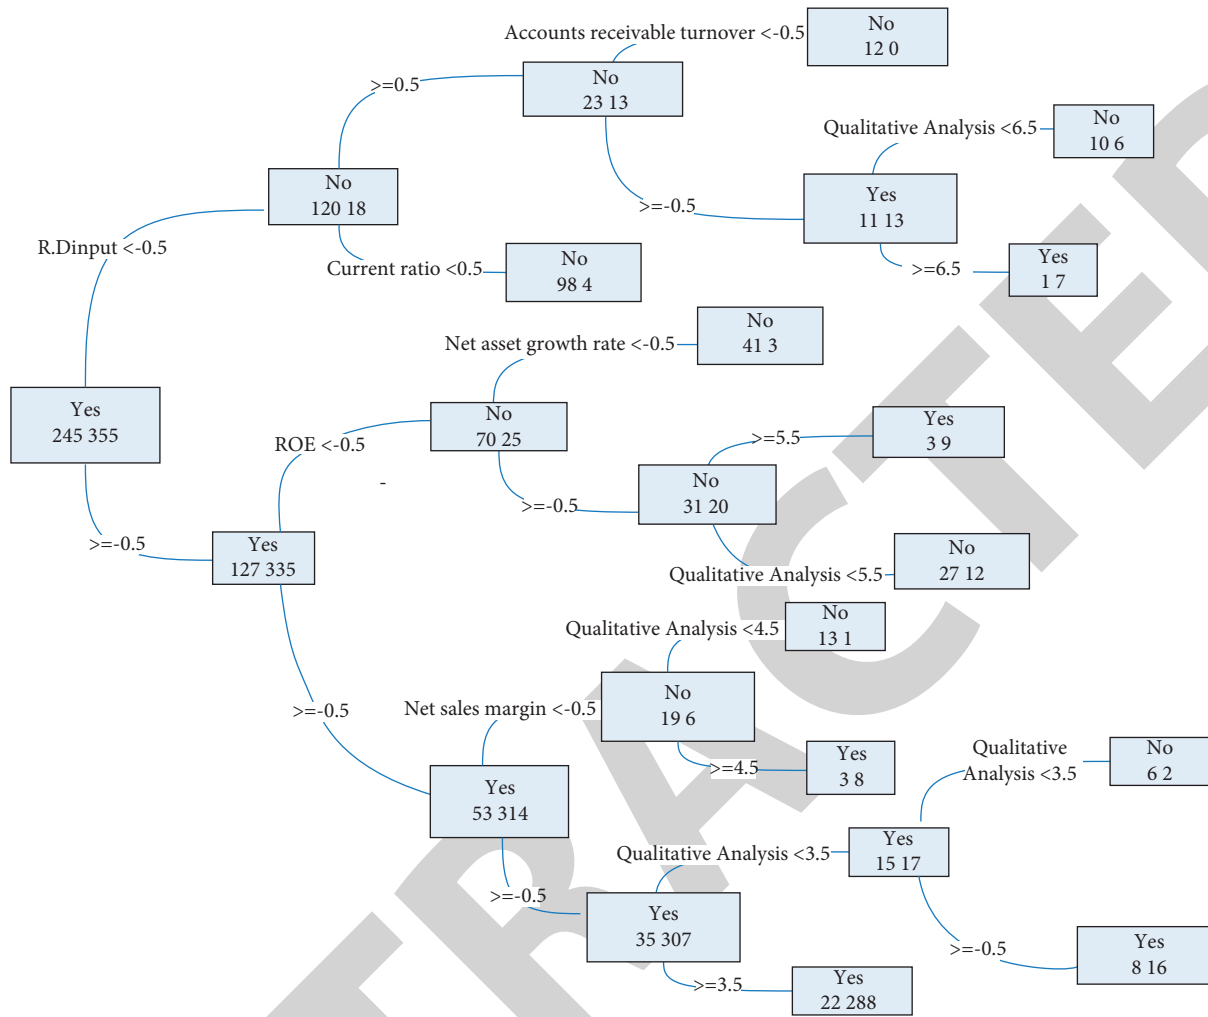 Accounts receivable turnover <-0.5
No
12 0
>=0.5
No
23 13
Qualitative Analysis <6.5
No
10 6
No
120 18
>=-0.5
Yes
11 13
R.Dinput <-0.5
Current ratio <0.5
No
98 4
>=6.5
Yes
1 7
Net asset growth rate <-0.5
No
41 3
Yes
245 355
ROE <-0.5
No
70 25
>=5.5
Yes
3 9
-
>=-0.5
No
31 20
>=-0.5
Yes
127 335
Qualitative Analysis <5.5
No
27 12
Qualitative Analysis <4.5
No
13 1
>=-0.5
Net sales margin <-0.5
No
19 6
>=4.5
Yes
3 8
Qualitative
Analysis <3.5
No
6 2
Yes
53 314
Qualitative Analysis <3.5
Yes
15 17
>=-0.5
Yes
35 307
>=-0.5
Yes
8 16
>=3.5
Yes
22 288
TRACTE